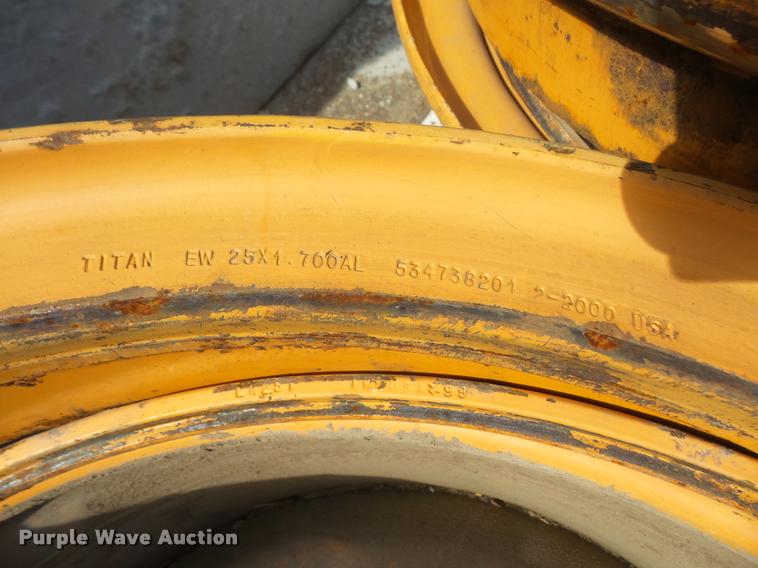 TITAN EW 25X1.700AL 534738201 2-2000 USA
Purple Wave Auction